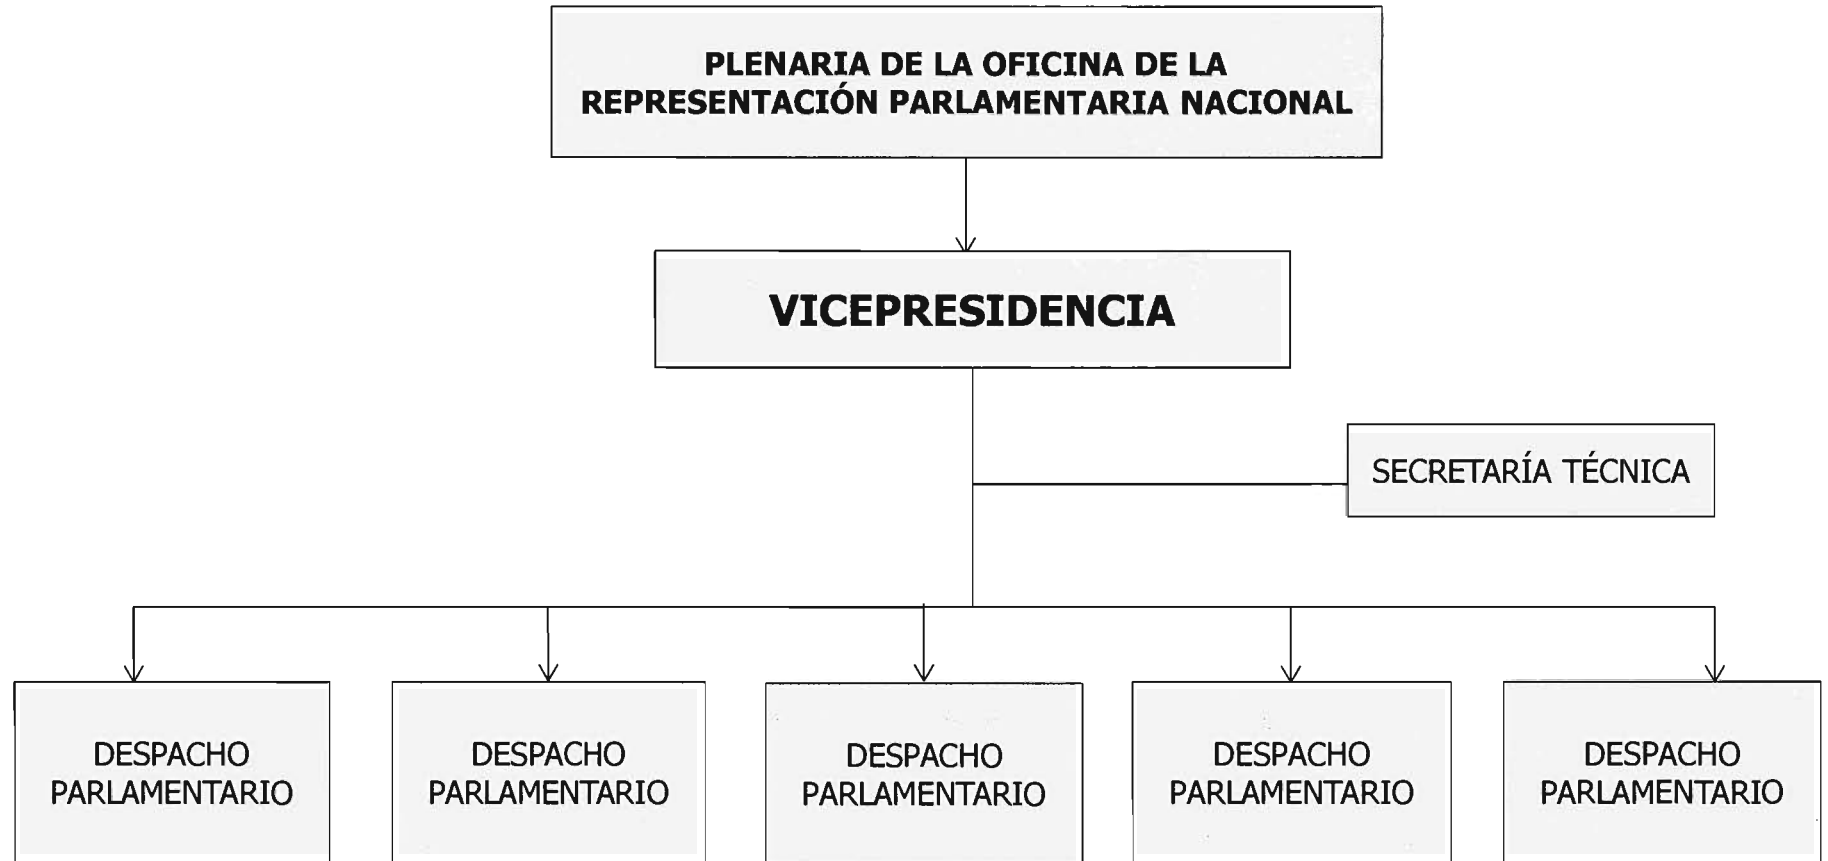 PLENARIA DE LA OFICINA DE LA
REPRESENTACIÓN PARLAMENTARIA NACIONAL
VICEPRESIDENCIA
SECRETARÍA TÉCNICA
DESPACHO
PARLAMENTARIO
DESPACHO
PARLAMENTARIO
DESPACHO
PARLAMENTARIO
DESPACHO
PARLAMENTARIO
DESPACHO
PARLAMENTARIO